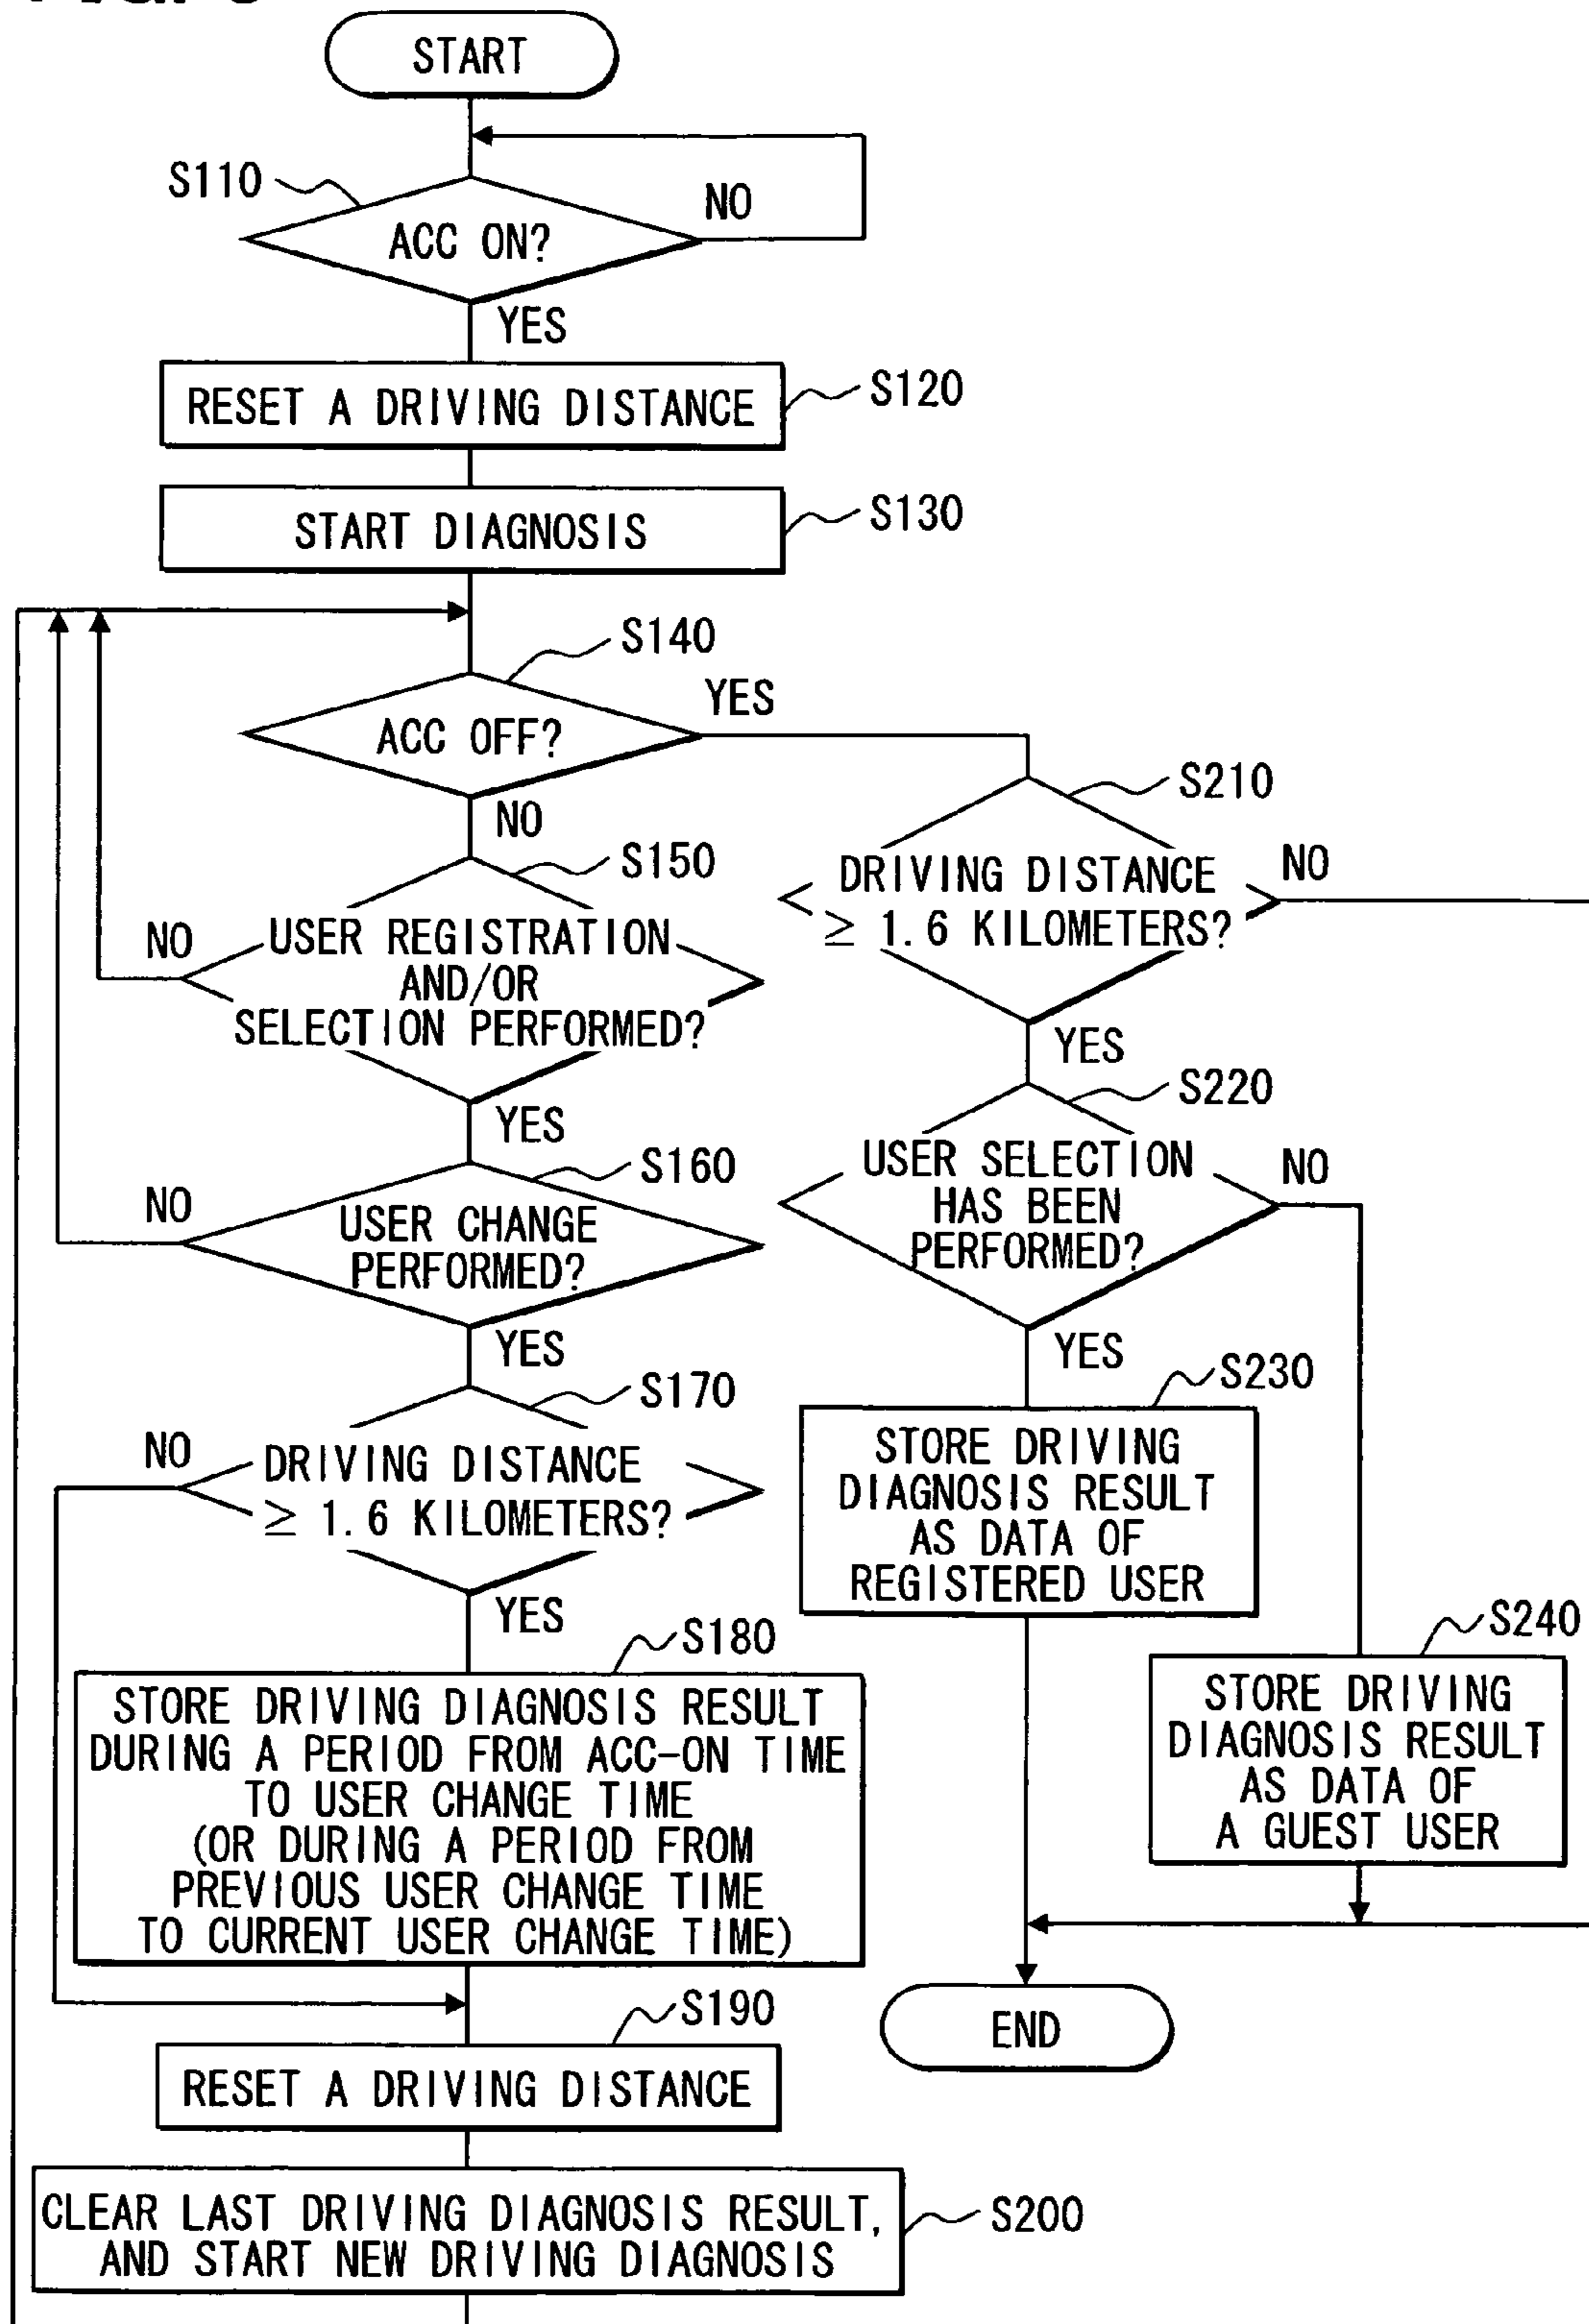 START
S110
ACC ON?
NO
YES
RESET A DRIVING DISTANCE
S120
START DIAGNOSIS
S130
S140
ACC OFF?
YES
NO
S150
USER REGISTRATION
AND/OR
SELECTION PERFORMED?
NO
YES
S160
USER CHANGE
PERFORMED?
NO
YES
S170
DRIVING DISTANCE
≥ 1.6 KILOMETERS?
NO
YES
S180
STORE DRIVING DIAGNOSIS RESULT
DURING A PERIOD FROM ACC-ON TIME
TO USER CHANGE TIME
(OR DURING A PERIOD FROM
PREVIOUS USER CHANGE TIME
TO CURRENT USER CHANGE TIME)
S190
RESET A DRIVING DISTANCE
CLEAR LAST DRIVING DIAGNOSIS RESULT,
AND START NEW DRIVING DIAGNOSIS
S200
S210
DRIVING DISTANCE
≥ 1.6 KILOMETERS?
NO
YES
S220
USER SELECTION
HAS BEEN
PERFORMED?
NO
YES
S230
STORE DRIVING
DIAGNOSIS RESULT
AS DATA OF
REGISTERED USER
S240
STORE DRIVING
DIAGNOSIS RESULT
AS DATA OF
A GUEST USER
END